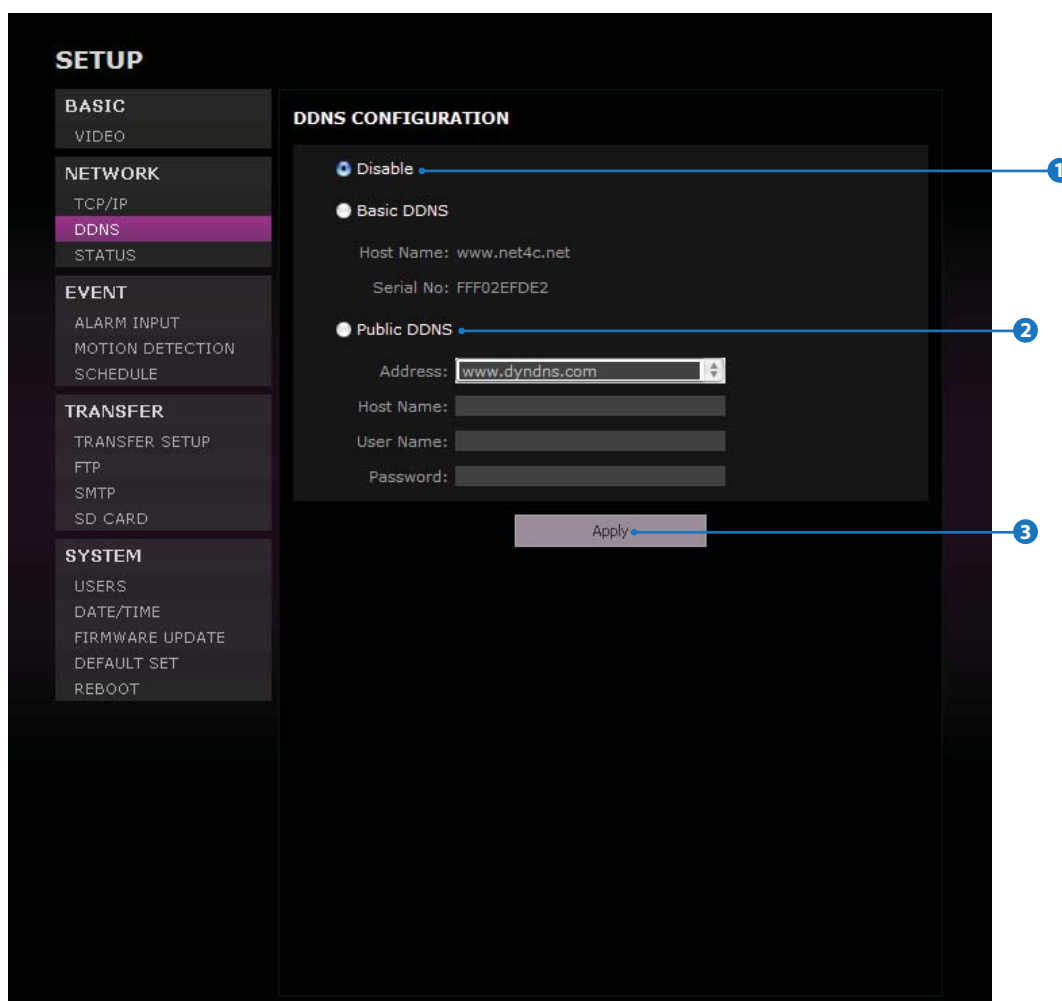 SETUP
BASIC
VIDEO
NETWORK
TCP/IP
DDNS
STATUS
EVENT
ALARM INPUT
MOTION DETECTION
SCHEDULE
TRANSFER
TRANSFER SETUP
FTP
SMTP
SD CARD
SYSTEM
USERS
DATE/TIME
FIRMWARE UPDATE
DEFAULT SET
REBOOT
DDNS CONFIGURATION
Disable
1
Basic DDNS
Host Name: www.net4c.net
Serial No: FFF02EFDE2
Public DDNS
2
Address: www.dyndns.com
Host Name:
User Name:
Password:
Apply
3